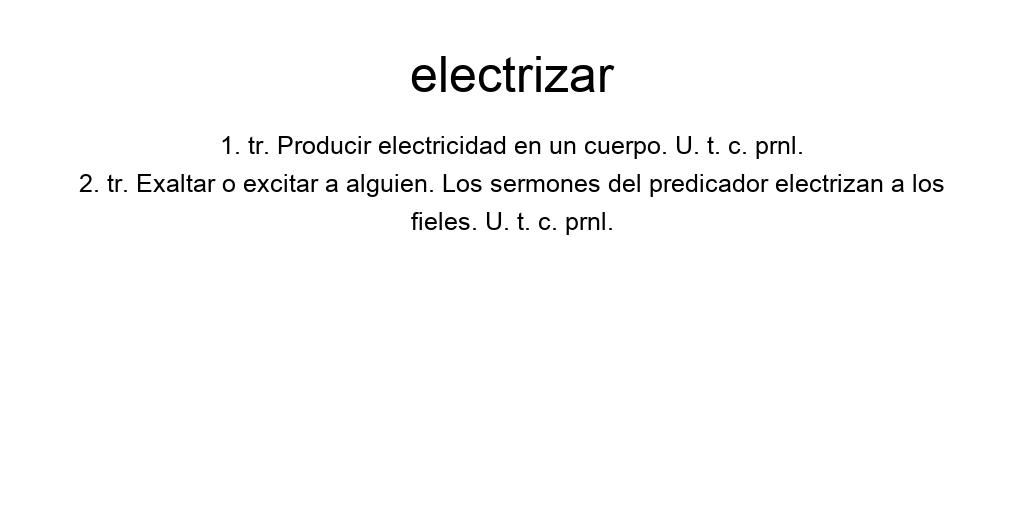 electrizar
1. tr. Producir electricidad en un cuerpo. U. t. c. prnl.
2. tr. Exaltar o excitar a alguien. Los sermones del predicador electrizan a los
fieles. U. t. c. prnl.